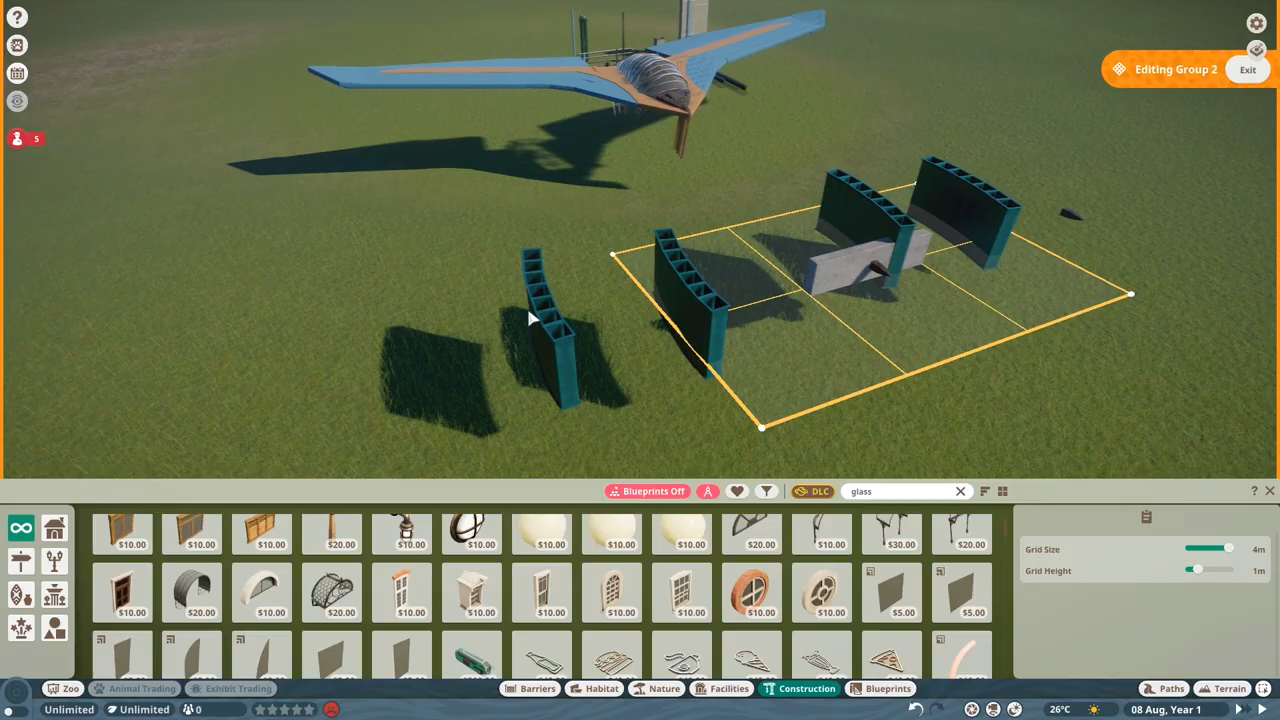 ?
Editing Group 2
Exit
5
Blueprints Off
DLC
glass
?
$10.00 $10.00 $10.00 $20.00 $10.00 $10.00 $10.00 $10.00 $10.00 $20.00 $10.00 $30.00 $20.00
Grid Size 4m
Grid Height 1m
$10.00 $20.00 $10.00 $20.00 $10.00 $10.00 $10.00 $10.00 $10.00 $10.00 $10.00 $5.00 $5.00
Zoo Animal Trading Exhibit Trading Barriers Habitat Nature Facilities Construction Blueprints Paths Terrain
Unlimited Unlimited 0 26°C 08 Aug, Year 1